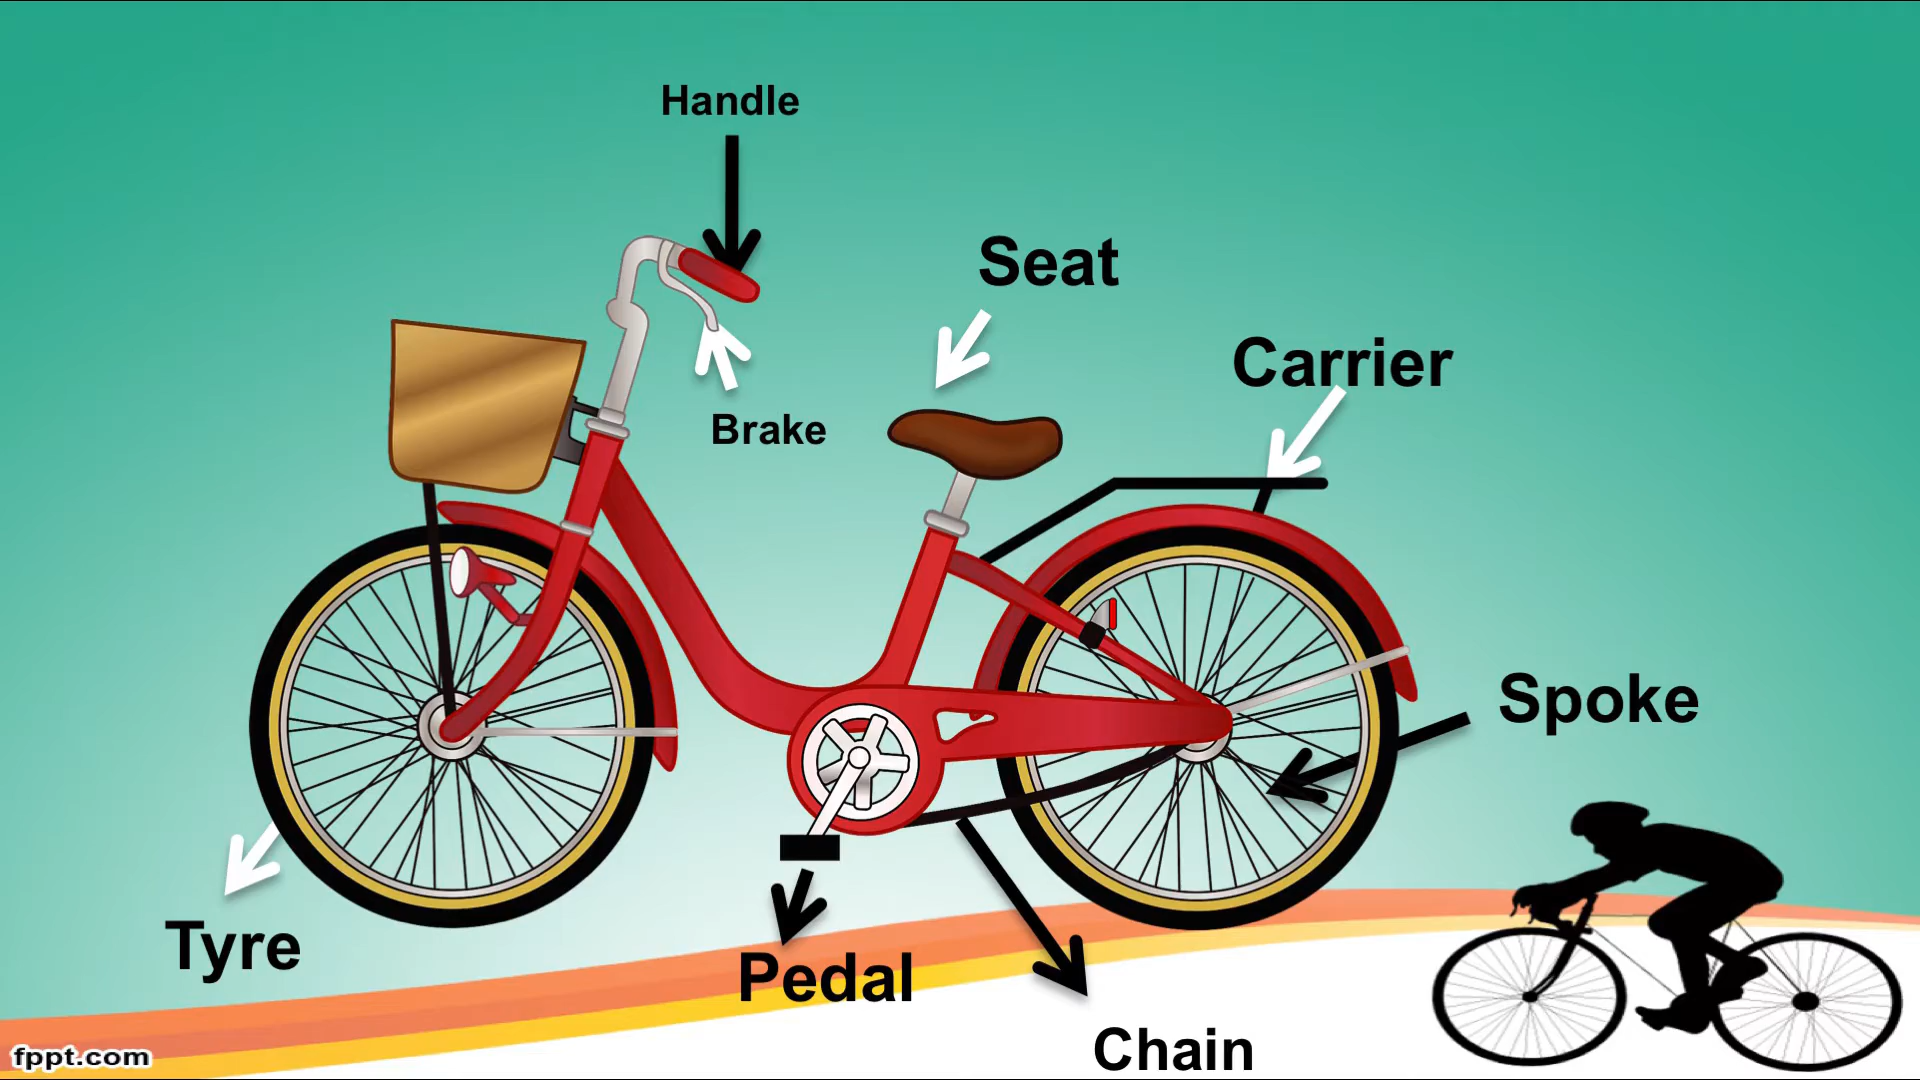 Handle
Seat
Carrier
Brake
Spoke
Tyre
Pedal
Chain
fppt.com